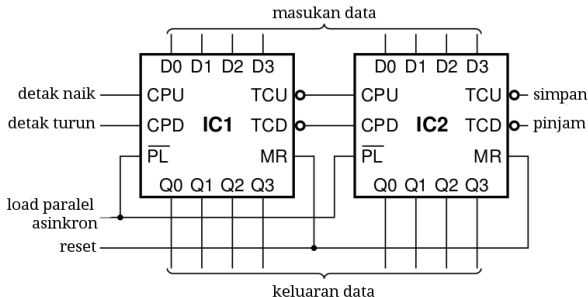 masukan data
D0 D1 D2 D3
D0 D1 D2 D3
detak naik
CPU
TCU
CPU
TCU
simpan
detak turun
CPD
IC1
TCD
CPD
IC2
TCD
pinjam
PL
MR
PL
MR
Q0 Q1 Q2 Q3
Q0 Q1 Q2 Q3
load paralel
asinkron
reset
keluaran data